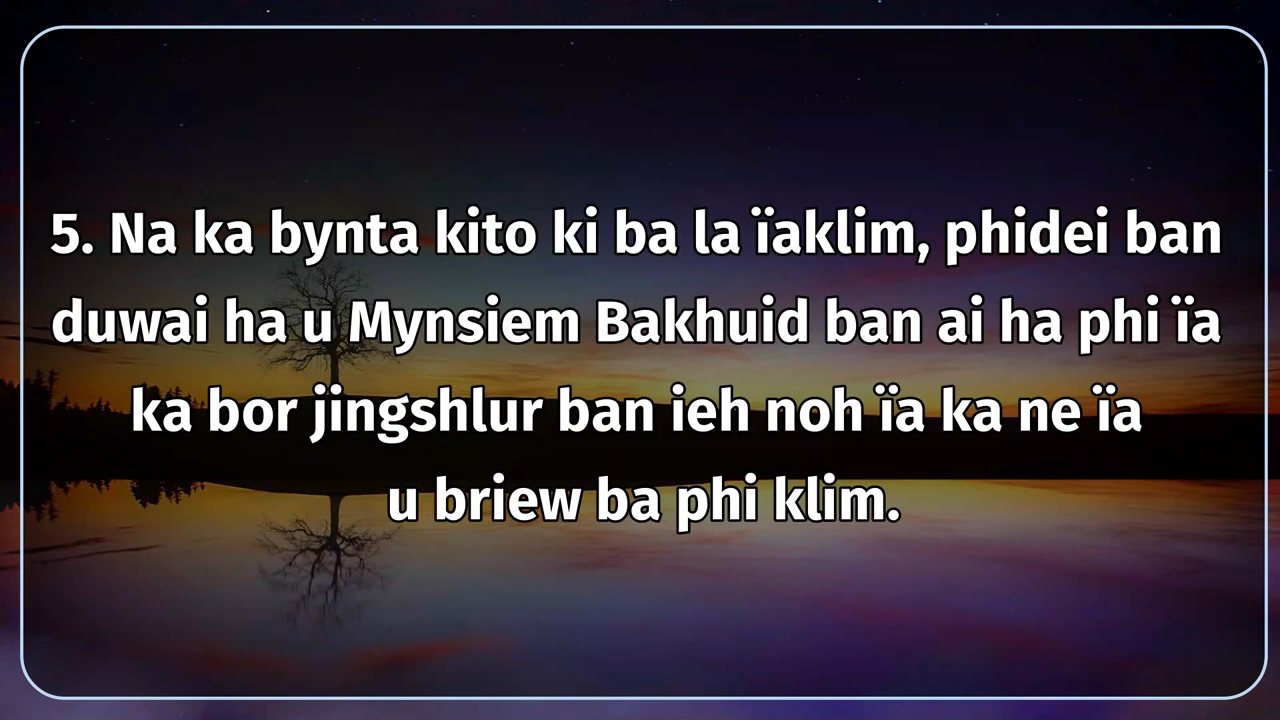 5. Na ka bynta kito ki ba la ïaklim, phidei ban
duwai ha u Mynsiem Bakhuid ban ai ha phi ïa
ka bor jingshlur ban ieh noh ïa ka ne ïa
u briew ba phi klim.